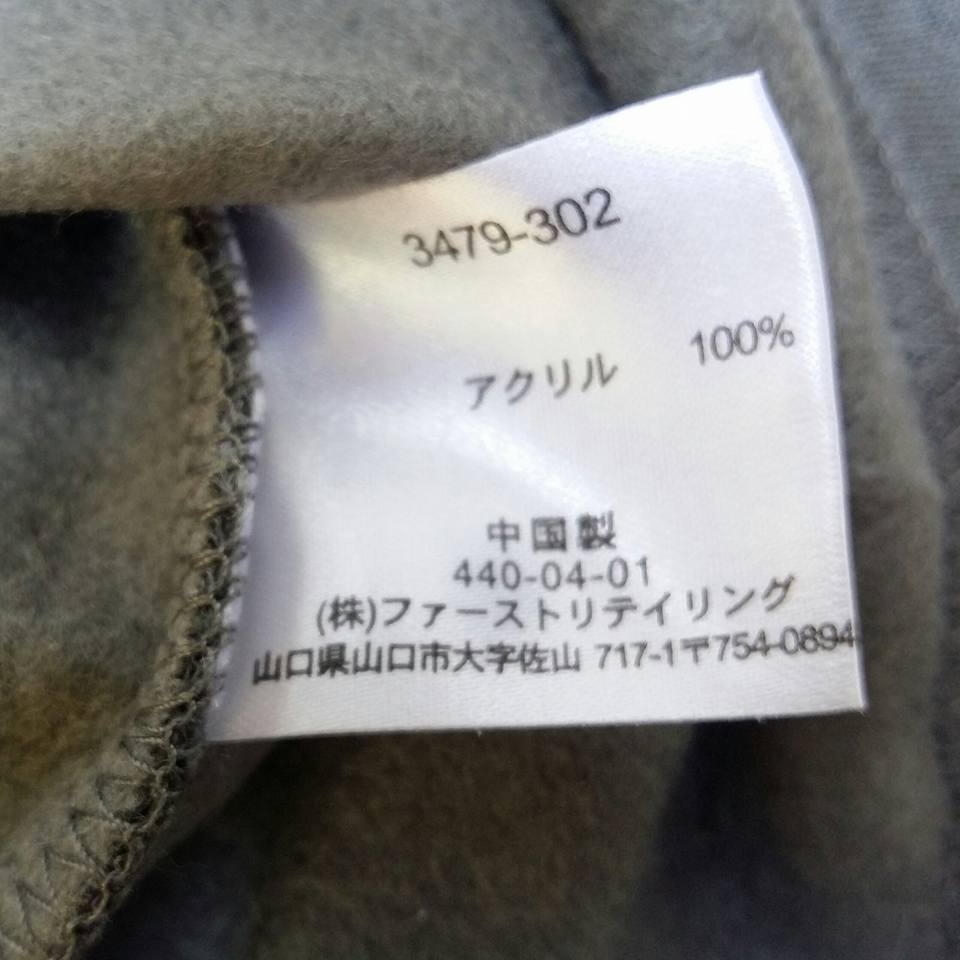 3479-302
アクリル 100%
中国製
440-04-01
(株)ファーストリテイリング
山口県山口市大字佐山 717-1〒754-0894